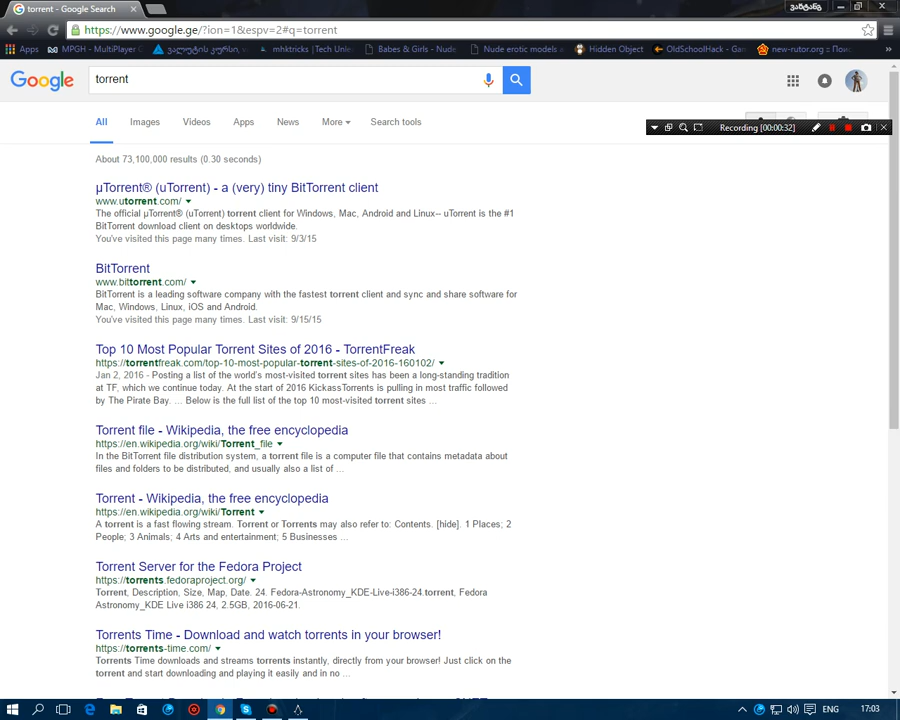 torrent - Google Search
ვარტანგ
https://www.google.ge/?ion=1&espv=2#q=torrent
Apps
MPGH - MultiPlayer G
ვალუტის კურსი,
mhktricks | Tech Unle
Babes & Girls - Nude
Nude erotic models
Hidden Object
OldSchoolHack - Gam
new-rutor.org :: Пои
»
Google
torrent
All
Images
Videos
Apps
News
More
Search tools
Recording [00:00:32]
About 73,100,000 results (0.30 seconds)
µTorrent® (uTorrent) - a (very) tiny BitTorrent client
www.utorrent.com/
The official µTorrent® (uTorrent) torrent client for Windows, Mac, Android and Linux-- uTorrent is the #1
BitTorrent download client on desktops worldwide.
You've visited this page many times. Last visit: 9/3/15
BitTorrent
www.bittorrent.com/
BitTorrent is a leading software company with the fastest torrent client and sync and share software for
Mac, Windows, Linux, iOS and Android.
You've visited this page many times. Last visit: 9/15/15
Top 10 Most Popular Torrent Sites of 2016 - TorrentFreak
https://torrentfreak.com/top-10-most-popular-torrent-sites-of-2016-160102/
Jan 2, 2016 - Posting a list of the world's most-visited torrent sites has been a long-standing tradition
at TF, which we continue today. At the start of 2016 KickassTorrents is pulling in most traffic followed
by The Pirate Bay. ... Below is the full list of the top 10 most-visited torrent sites ...
Torrent file - Wikipedia, the free encyclopedia
https://en.wikipedia.org/wiki/Torrent_file
In the BitTorrent file distribution system, a torrent file is a computer file that contains metadata about
files and folders to be distributed, and usually also a list of ...
Torrent - Wikipedia, the free encyclopedia
https://en.wikipedia.org/wiki/Torrent
A torrent is a fast flowing stream. Torrent or Torrents may also refer to: Contents. [hide]. 1 Places; 2
People; 3 Animals; 4 Arts and entertainment; 5 Businesses ...
Torrent Server for the Fedora Project
https://torrents.fedoraproject.org/
Torrent, Description, Size, Map, Date. 24. Fedora-Astronomy_KDE-Live-i386-24.torrent, Fedora
Astronomy_KDE Live i386 24, 2.5GB, 2016-06-21.
Torrents Time - Download and watch torrents in your browser!
https://torrents-time.com/
Torrents Time downloads and streams torrents instantly, directly from your browser! Just click on the
torrent and start downloading and playing it easily and in no ...
ENG
17:03